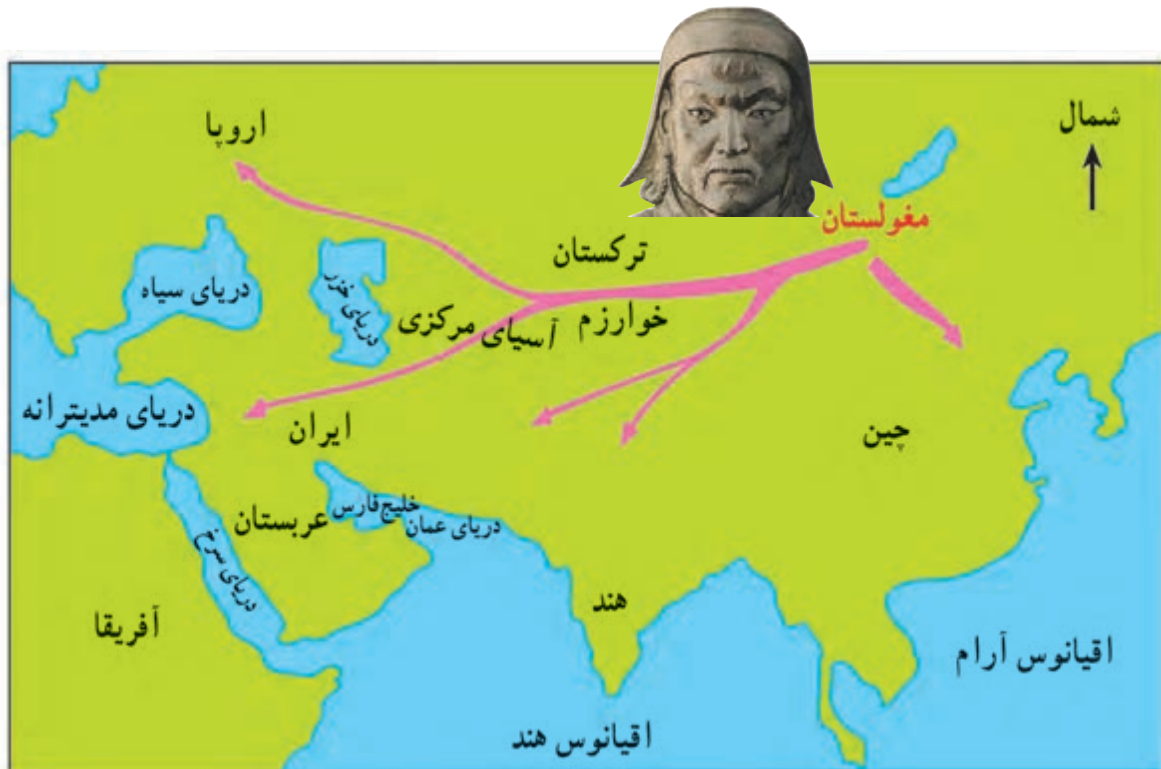 شمال
اروپا
مغولستان
ترکستان
دریای سیاه
دریای خزر
خوارزم
آسیای مرکزی
دریای مدیترانه
ایران
چین
خلیج فارس
دریای عمان
عربستان
دریای سرخ
هند
آفریقا
اقیانوس آرام
اقیانوس هند